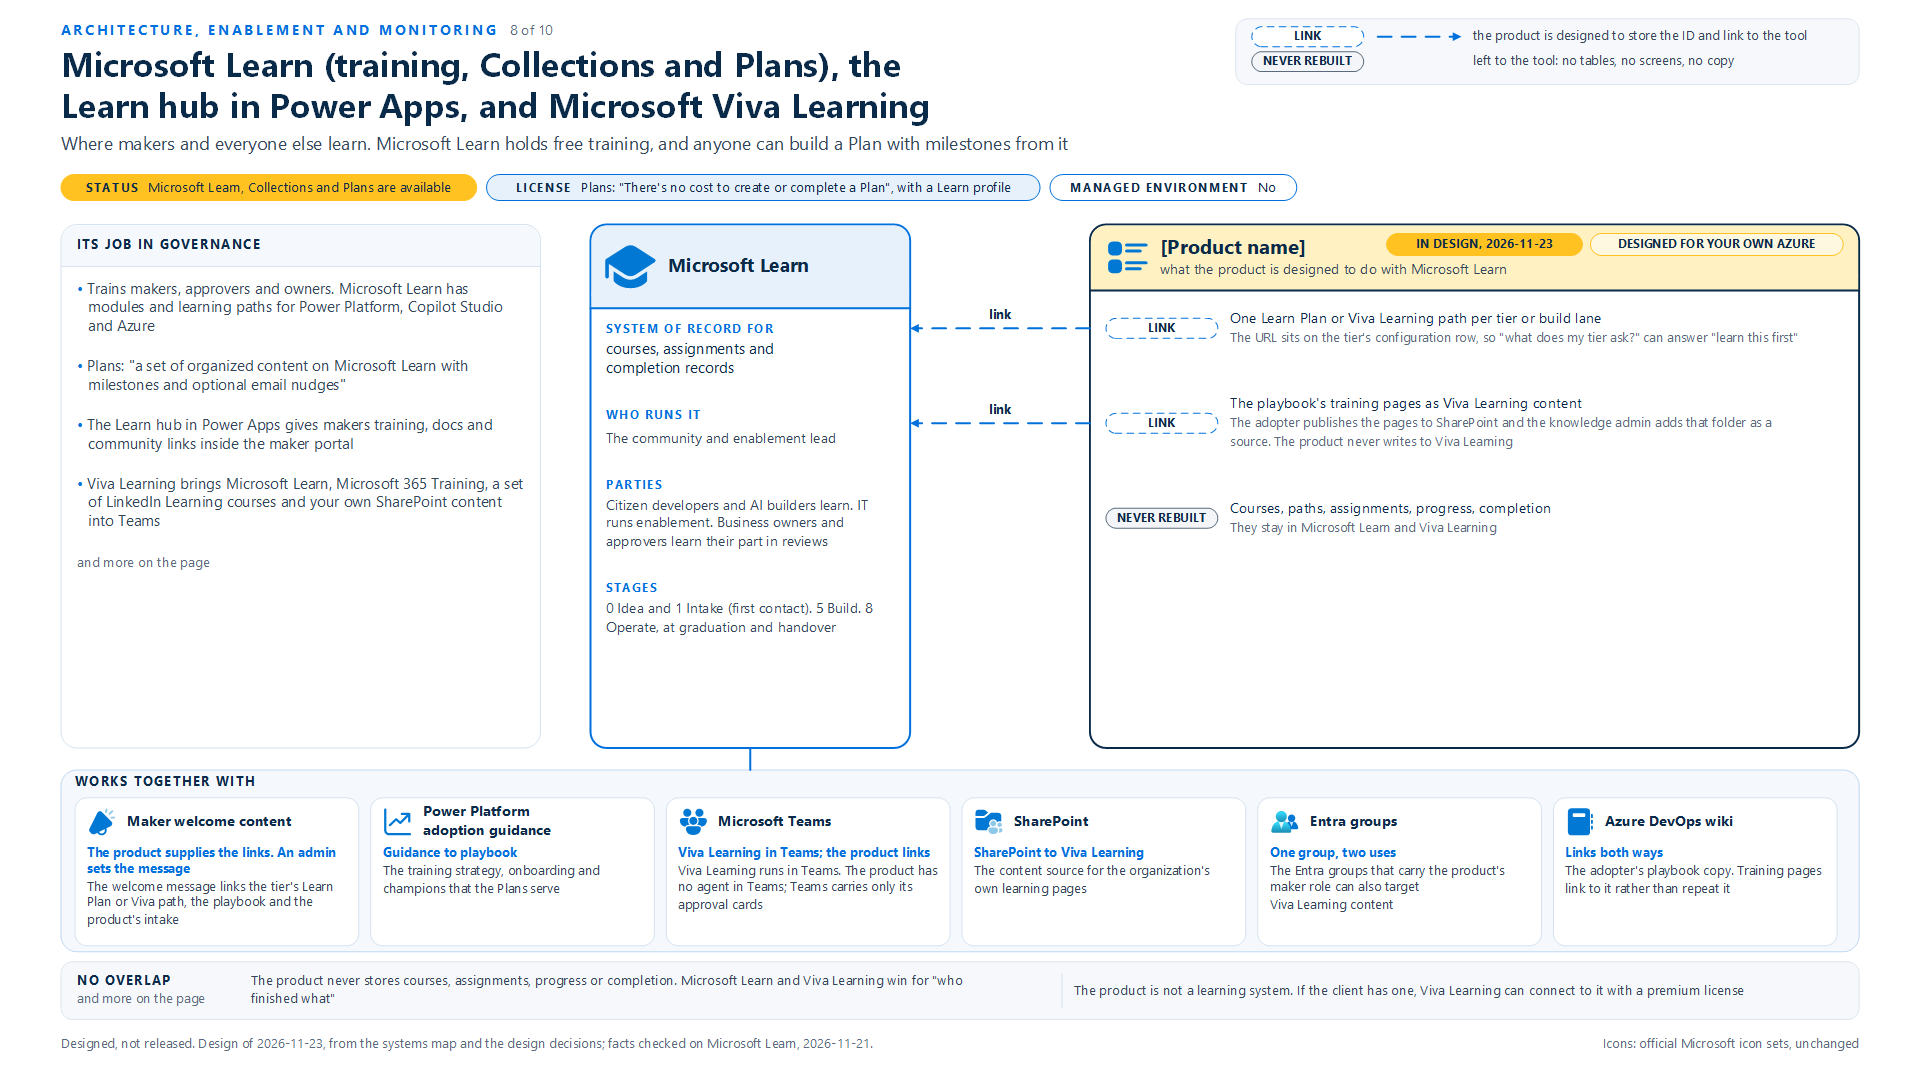 ARCHITECTURE, ENABLEMENT AND MONITORING 8 of 10
Microsoft Learn (training, Collections and Plans), the
Learn hub in Power Apps, and Microsoft Viva Learning
Where makers and everyone else learn. Microsoft Learn holds free training, and anyone can build a Plan with milestones from it
LINK the product is designed to store the ID and link to the tool
NEVER REBUILT left to the tool: no tables, no screens, no copy
STATUS Microsoft Learn, Collections and Plans are available
LICENSE Plans: "There's no cost to create or complete a Plan", with a Learn profile
MANAGED ENVIRONMENT No
ITS JOB IN GOVERNANCE
• Trains makers, approvers and owners. Microsoft Learn has
modules and learning paths for Power Platform, Copilot Studio
and Azure
• Plans: "a set of organized content on Microsoft Learn with
milestones and optional email nudges"
• The Learn hub in Power Apps gives makers training, docs and
community links inside the maker portal
• Viva Learning brings Microsoft Learn, Microsoft 365 Training, a set
of LinkedIn Learning courses and your own SharePoint content
into Teams
and more on the page
Microsoft Learn
SYSTEM OF RECORD FOR
courses, assignments and
completion records
WHO RUNS IT
The community and enablement lead
PARTIES
Citizen developers and AI builders learn. IT
runs enablement. Business owners and
approvers learn their part in reviews
STAGES
0 Idea and 1 Intake (first contact). 5 Build. 8
Operate, at graduation and handover
link
link
[Product name]
what the product is designed to do with Microsoft Learn
IN DESIGN, 2026-11-23
DESIGNED FOR YOUR OWN AZURE
LINK
One Learn Plan or Viva Learning path per tier or build lane
The URL sits on the tier's configuration row, so "what does my tier ask?" can answer "learn this first"
LINK
The playbook's training pages as Viva Learning content
The adopter publishes the pages to SharePoint and the knowledge admin adds that folder as a
source. The product never writes to Viva Learning
NEVER REBUILT
Courses, paths, assignments, progress, completion
They stay in Microsoft Learn and Viva Learning
WORKS TOGETHER WITH
Maker welcome content
The product supplies the links. An admin
sets the message
The welcome message links the tier's Learn
Plan or Viva path, the playbook and the
product's intake
Power Platform
adoption guidance
Guidance to playbook
The training strategy, onboarding and
champions that the Plans serve
Microsoft Teams
Viva Learning in Teams; the product links
Viva Learning runs in Teams. The product has
no agent in Teams; Teams carries only its
approval cards
SharePoint
SharePoint to Viva Learning
The content source for the organization's
own learning pages
Entra groups
One group, two uses
The Entra groups that carry the product's
maker role can also target
Viva Learning content
Azure DevOps wiki
Links both ways
The adopter's playbook copy. Training pages
link to it rather than repeat it
NO OVERLAP
and more on the page
The product never stores courses, assignments, progress or completion. Microsoft Learn and Viva Learning win for "who
finished what"
The product is not a learning system. If the client has one, Viva Learning can connect to it with a premium license
Designed, not released. Design of 2026-11-23, from the systems map and the design decisions; facts checked on Microsoft Learn, 2026-11-21.
Icons: official Microsoft icon sets, unchanged